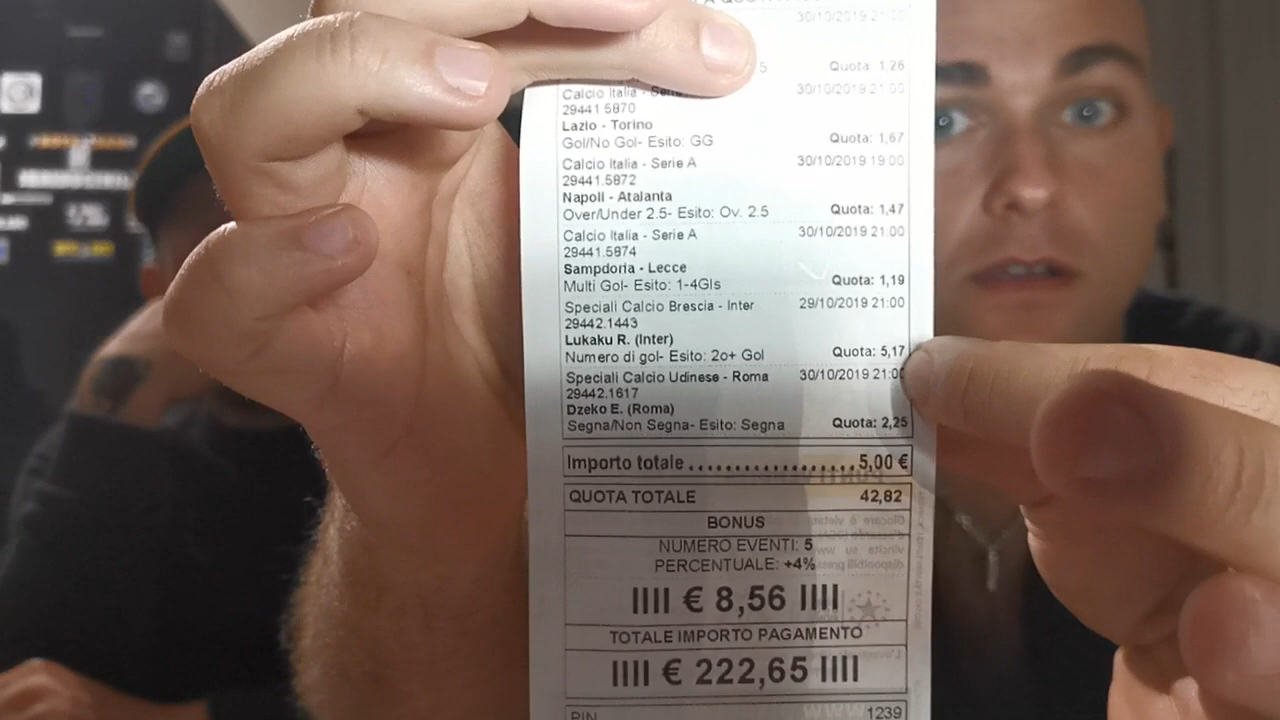 30/10/2019 21:00
5 Quota: 1,26
Calcio Italia - Serie 30/10/2019 21:00
29441.5870
Lazio - Torino
Gol/No Gol- Esito: GG Quota: 1,67
Calcio Italia - Serie A 30/10/2019 19:00
29441.5872
Napoli - Atalanta
Over/Under 2.5- Esito: Ov. 2.5 Quota: 1,47
Calcio Italia - Serie A 30/10/2019 21:00
29441.5874
Sampdoria - Lecce
Multi Gol- Esito: 1-4Gls Quota: 1,19
Speciali Calcio Brescia - Inter 29/10/2019 21:00
29442.1443
Lukaku R. (Inter)
Numero di gol- Esito: 2o+ Gol Quota: 5,17
Speciali Calcio Udinese - Roma 30/10/2019 21:00
29442.1617
Dzeko E. (Roma)
Segna/Non Segna- Esito: Segna Quota: 2,25
Importo totale ........................ 5,00 €
QUOTA TOTALE 42,82
BONUS
NUMERO EVENTI: 5
PERCENTUALE: +4%
IIII € 8,56 IIII
TOTALE IMPORTO PAGAMENTO
IIII € 222,65 IIII
PIN 1239